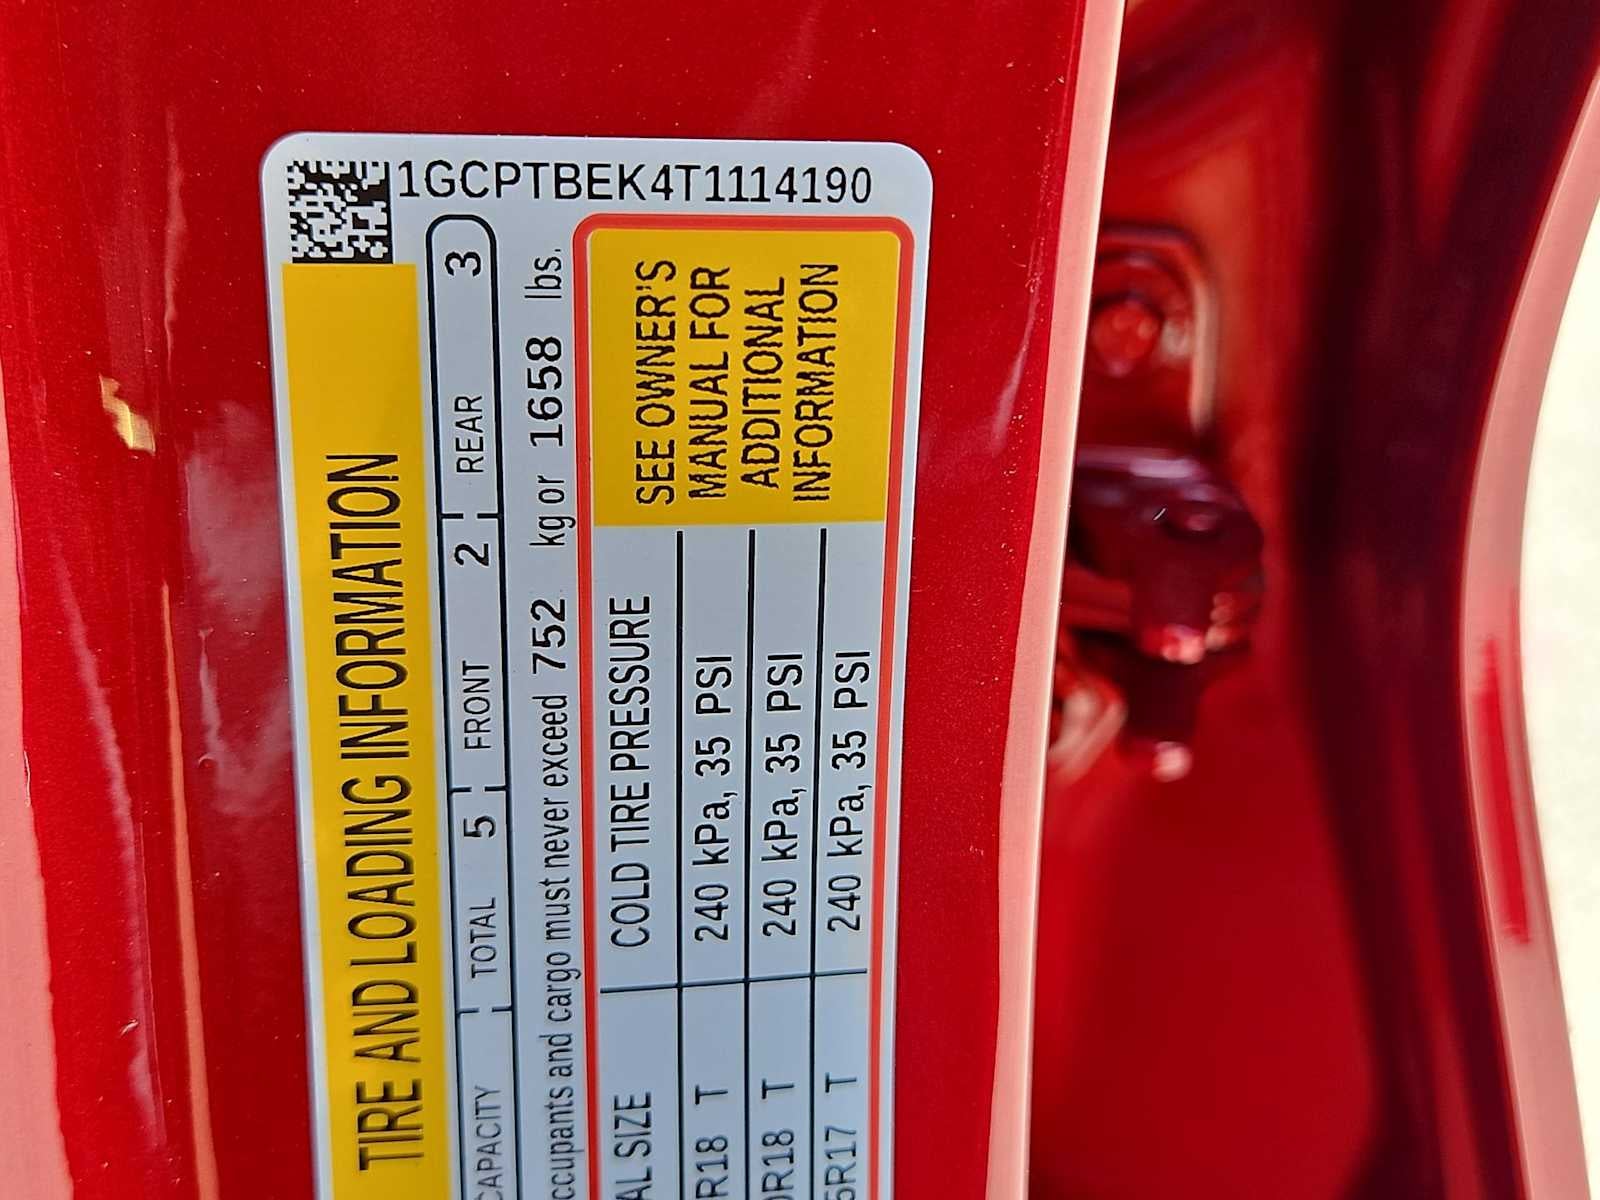 1GCPTBEK4T1114190
TIRE AND LOADING INFORMATION
CAPACITY TOTAL 5 FRONT 2 REAR 3
and cargo must never exceed 752 kg or 1658 lbs.
SIZE COLD TIRE PRESSURE
R18 T 240 kPa, 35 PSI
R18 T 240 kPa, 35 PSI
R17 T 240 kPa, 35 PSI
SEE OWNER'S
MANUAL FOR
ADDITIONAL
INFORMATION